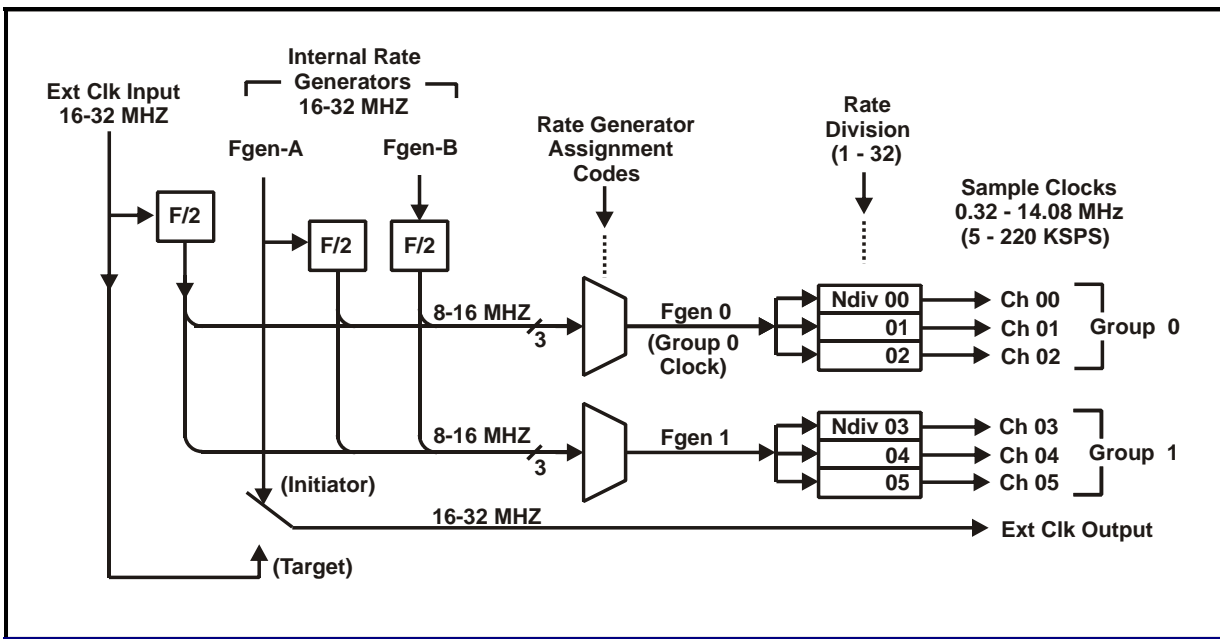 Internal Rate
Generators
16-32 MHZ
Ext Clk Input
16-32 MHZ
Fgen-A
Fgen-B
Rate Generator
Assignment
Codes
Rate
Division
(1 - 32)
Sample Clocks
0.32 - 14.08 MHz
(5 - 220 KSPS)
F/2
F/2
F/2
8-16 MHZ
3
Fgen 0
(Group 0
Clock)
Ndiv 00
01
02
Ch 00
Ch 01
Ch 02
Group 0
8-16 MHZ
3
Fgen 1
Ndiv 03
04
05
Ch 03
Ch 04
Ch 05
Group 1
(Initiator)
16-32 MHZ
Ext Clk Output
(Target)